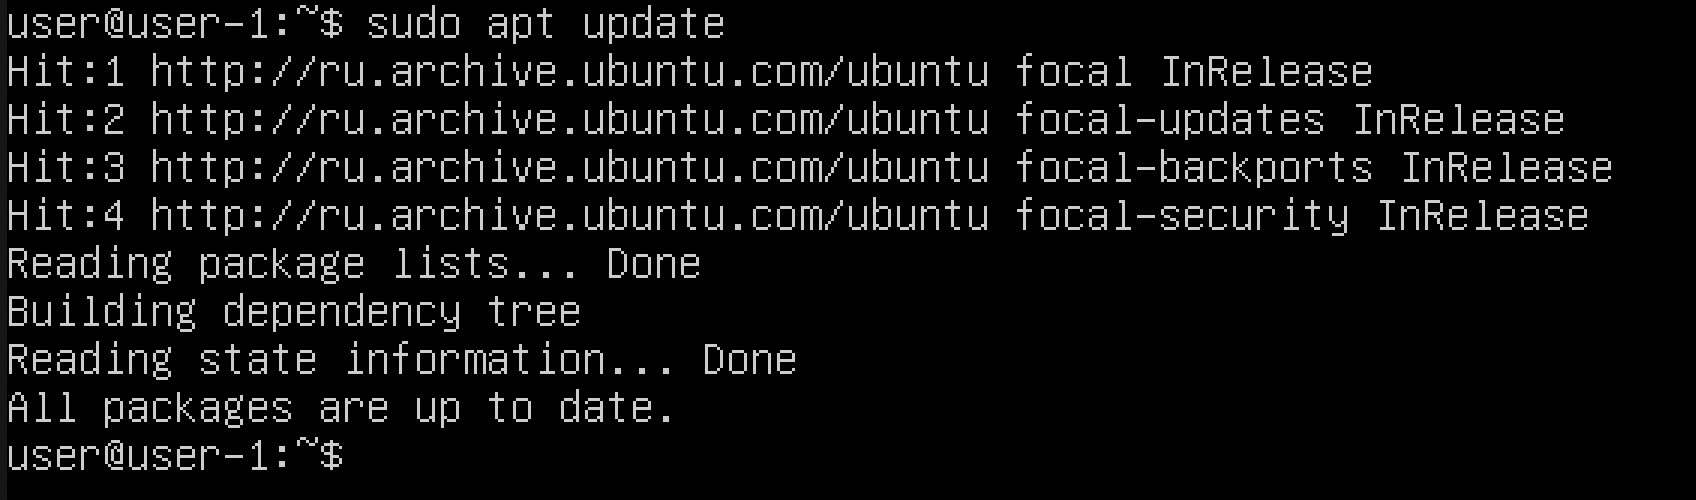 user@user-1:~$ sudo apt update
Hit:1 http://ru.archive.ubuntu.com/ubuntu focal InRelease
Hit:2 http://ru.archive.ubuntu.com/ubuntu focal-updates InRelease
Hit:3 http://ru.archive.ubuntu.com/ubuntu focal-backports InRelease
Hit:4 http://ru.archive.ubuntu.com/ubuntu focal-security InRelease
Reading package lists... Done
Building dependency tree
Reading state information... Done
All packages are up to date.
user@user-1:~$